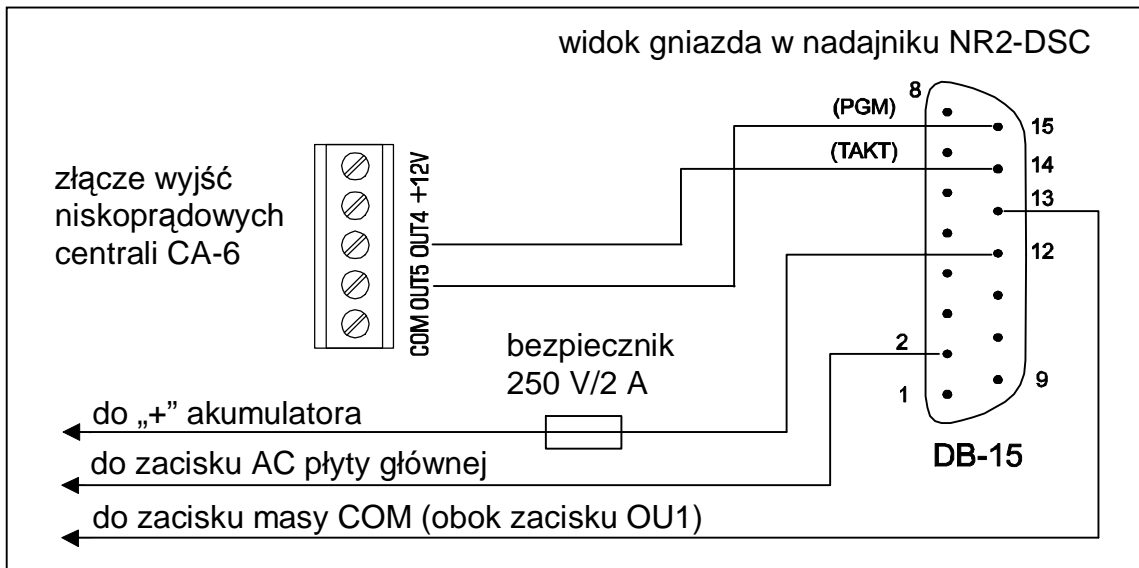 widok gniazda w nadajniku NR2-DSC
8
(PGM)
15
(TAKT)
14
13
12
2
1
9
DB-15
złącze wyjść
niskoprądowych
centrali CA-6
COM OUT5 OUT4 +12V
bezpiecznik
250 V/2 A
do „+” akumulatora
do zacisku AC płyty głównej
do zacisku masy COM (obok zacisku OU1)